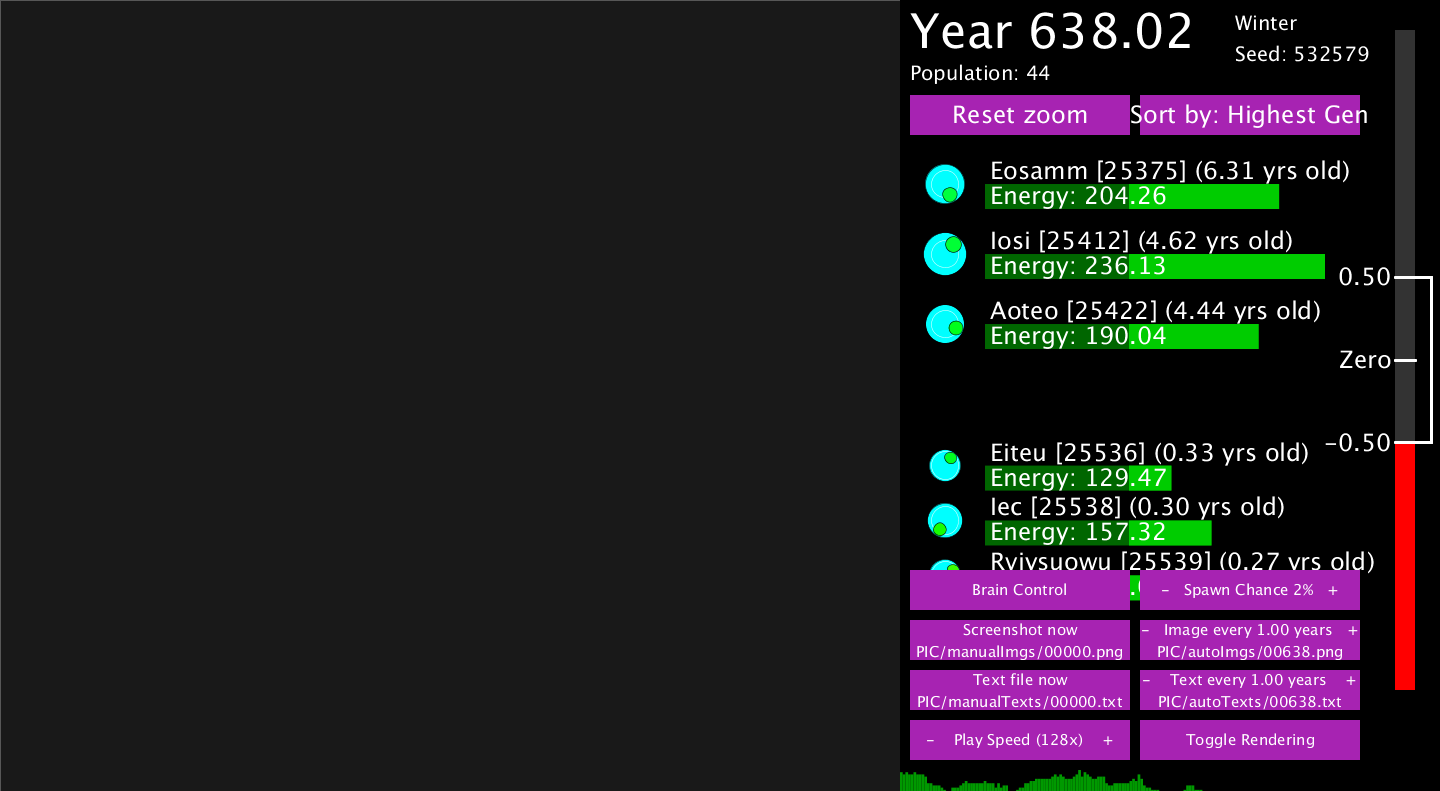 Year 638.02
Winter
Seed: 532579
Population: 44
Reset zoom
Sort by: Highest Gen
Eosamm [25375] (6.31 yrs old)
Energy: 204.26
Iosi [25412] (4.62 yrs old)
Energy: 236.13
0.50
Aoteo [25422] (4.44 yrs old)
Energy: 190.04
Zero
-0.50
Eiteu [25536] (0.33 yrs old)
Energy: 129.47
Iec [25538] (0.30 yrs old)
Energy: 157.32
Ryiysuowu [25539] (0.27 yrs old)
Brain Control
- Spawn Chance 2% +
Screenshot now
PIC/manualImgs/00000.png
- Image every 1.00 years +
PIC/autoImgs/00638.png
Text file now
PIC/manualTexts/00000.txt
- Text every 1.00 years +
PIC/autoTexts/00638.txt
- Play Speed (128x) +
Toggle Rendering